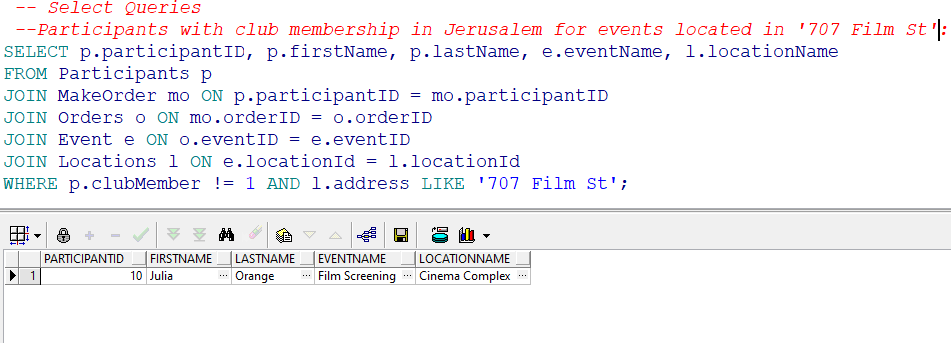 -- Select Queries
--Participants with club membership in Jerusalem for events located in '707 Film St':
SELECT p.participantID, p.firstName, p.lastName, e.eventName, l.locationName
FROM Participants p
JOIN MakeOrder mo ON p.participantID = mo.participantID
JOIN Orders o ON mo.orderID = o.orderID
JOIN Event e ON o.eventID = e.eventID
JOIN Locations l ON e.locationId = l.locationId
WHERE p.clubMember != 1 AND l.address LIKE '707 Film St';
PARTICIPANTID FIRSTNAME LASTNAME EVENTNAME LOCATIONNAME
1 10 Julia ... Orange ... Film Screening ... Cinema Complex ...